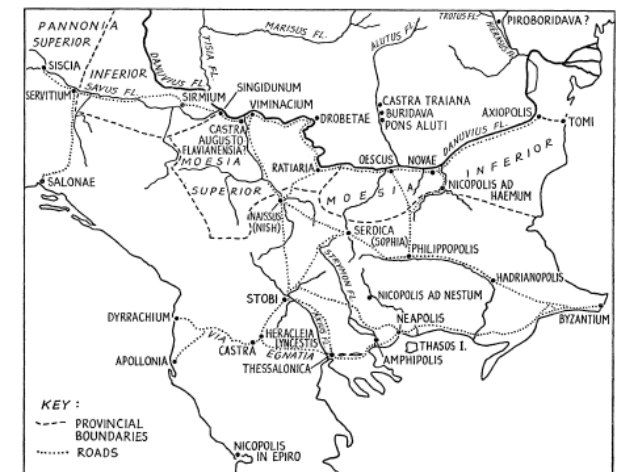 PANNONIA
SUPERIOR
INFERIOR
DANUVIUS FL.
TISIA FL.
MARISUS FL.
ALUTUS FL.
TROTUS FL.
HIERASUS FL.
PIROBORIDAVA ?
SISCIA
SAVUS FL.
SERVITIUM
SIRMIUM
SINGIDUNUM
VIMINACIUM
CASTRA
AUGUSTO-
FLAVIANENSIA?
DROBETAE
CASTRA TRAIANA
BURIDAVA
PONS ALUTI
AXIOPOLIS
TOMI
DANUVIUS FL.
MOESIA
SUPERIOR
RATIARIA
OESCUS
NOVAE
MOESIA
INFERIOR
NICOPOLIS AD
HAEMUM
SALONAE
NAISSUS
(NISH)
SERDICA
(SOPHIA)
PHILIPPOPOLIS
HADRIANOPOLIS
STRYMON FL.
NICOPOLIS AD NESTUM
STOBI
BYZANTIUM
DYRRACHIUM
NEAPOLIS
AXIUS FL.
HERACLEIA
LYNCESTIS
THASOS I.
VIA
EGNATIA
CASTRA
APOLLONIA
THESSALONICA
AMPHIPOLIS
KEY :
PROVINCIAL
BOUNDARIES
ROADS
NICOPOLIS
IN EPIRO